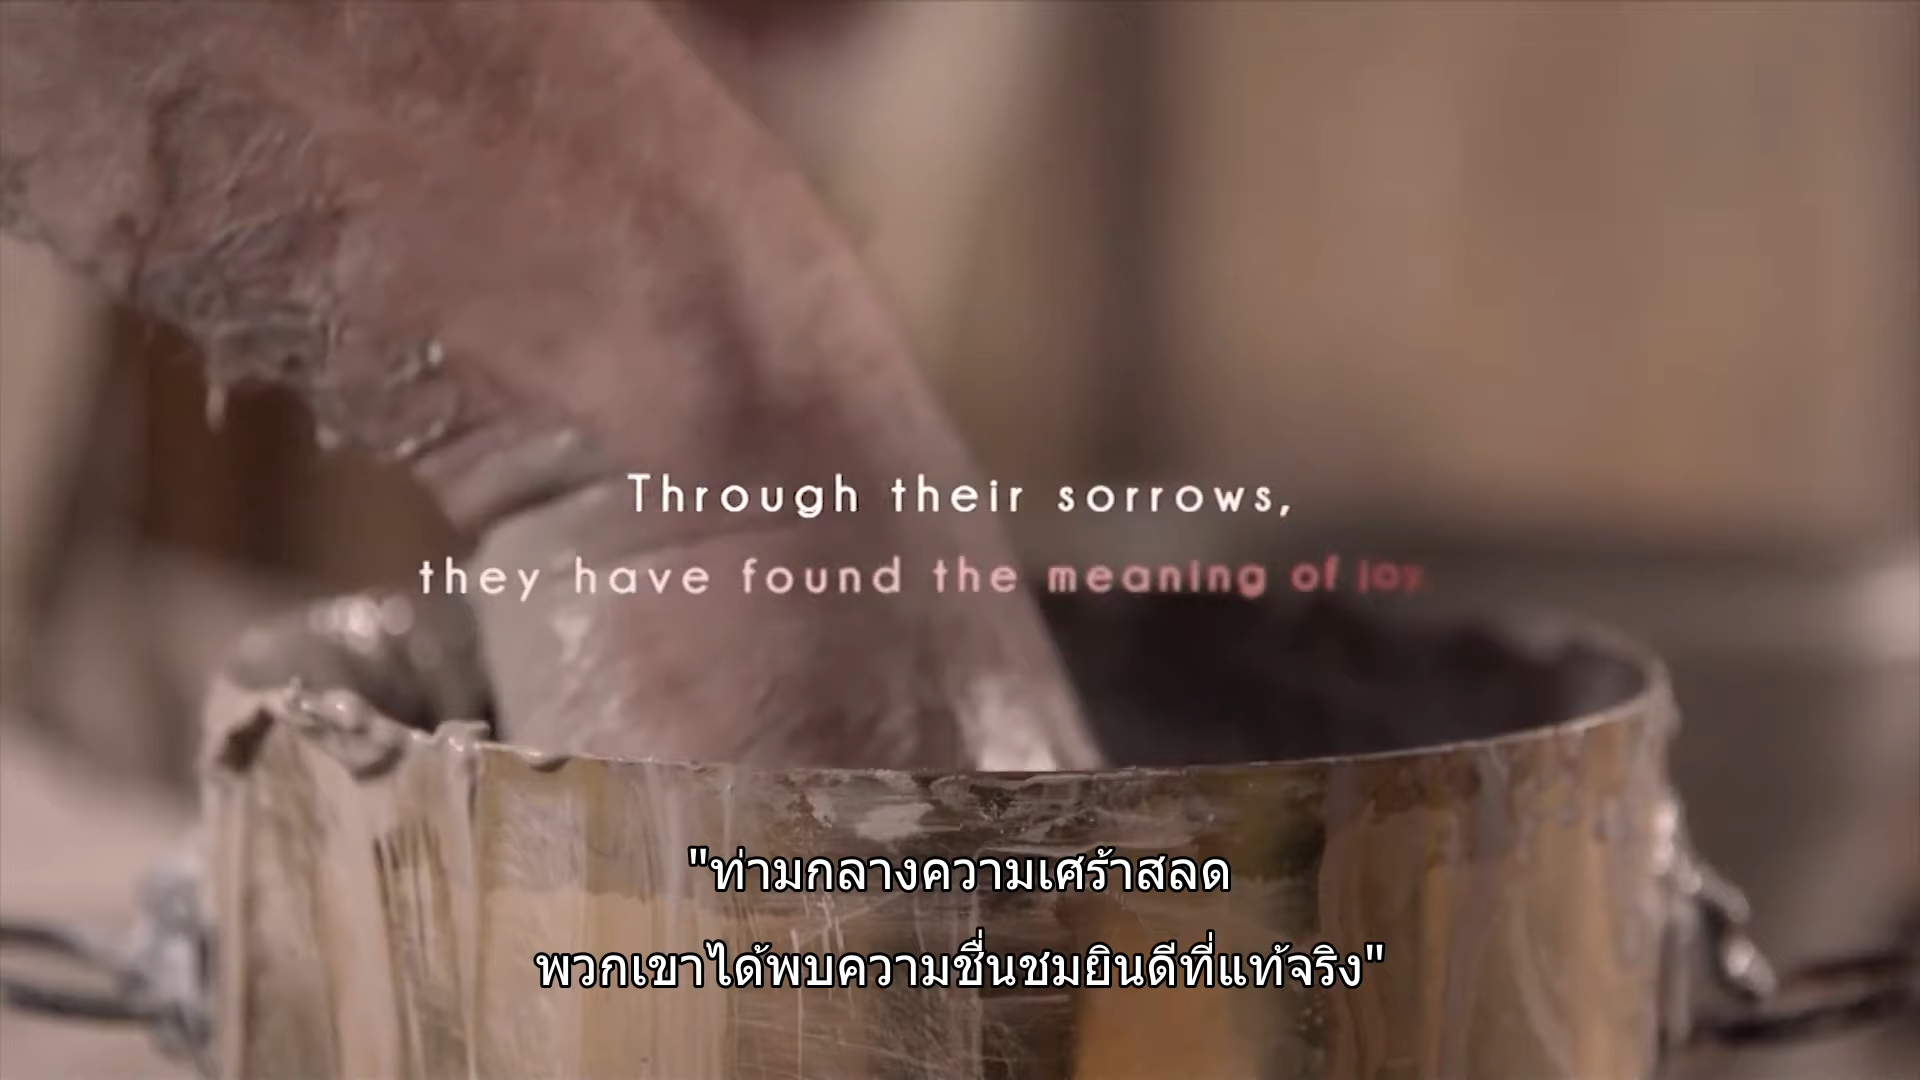 Through their sorrows,
they have found the meaning of joy.
"ท่ามกลางความเศร้าสลด
พวกเขาได้พบความชื่นชมยินดีที่แท้จริง"